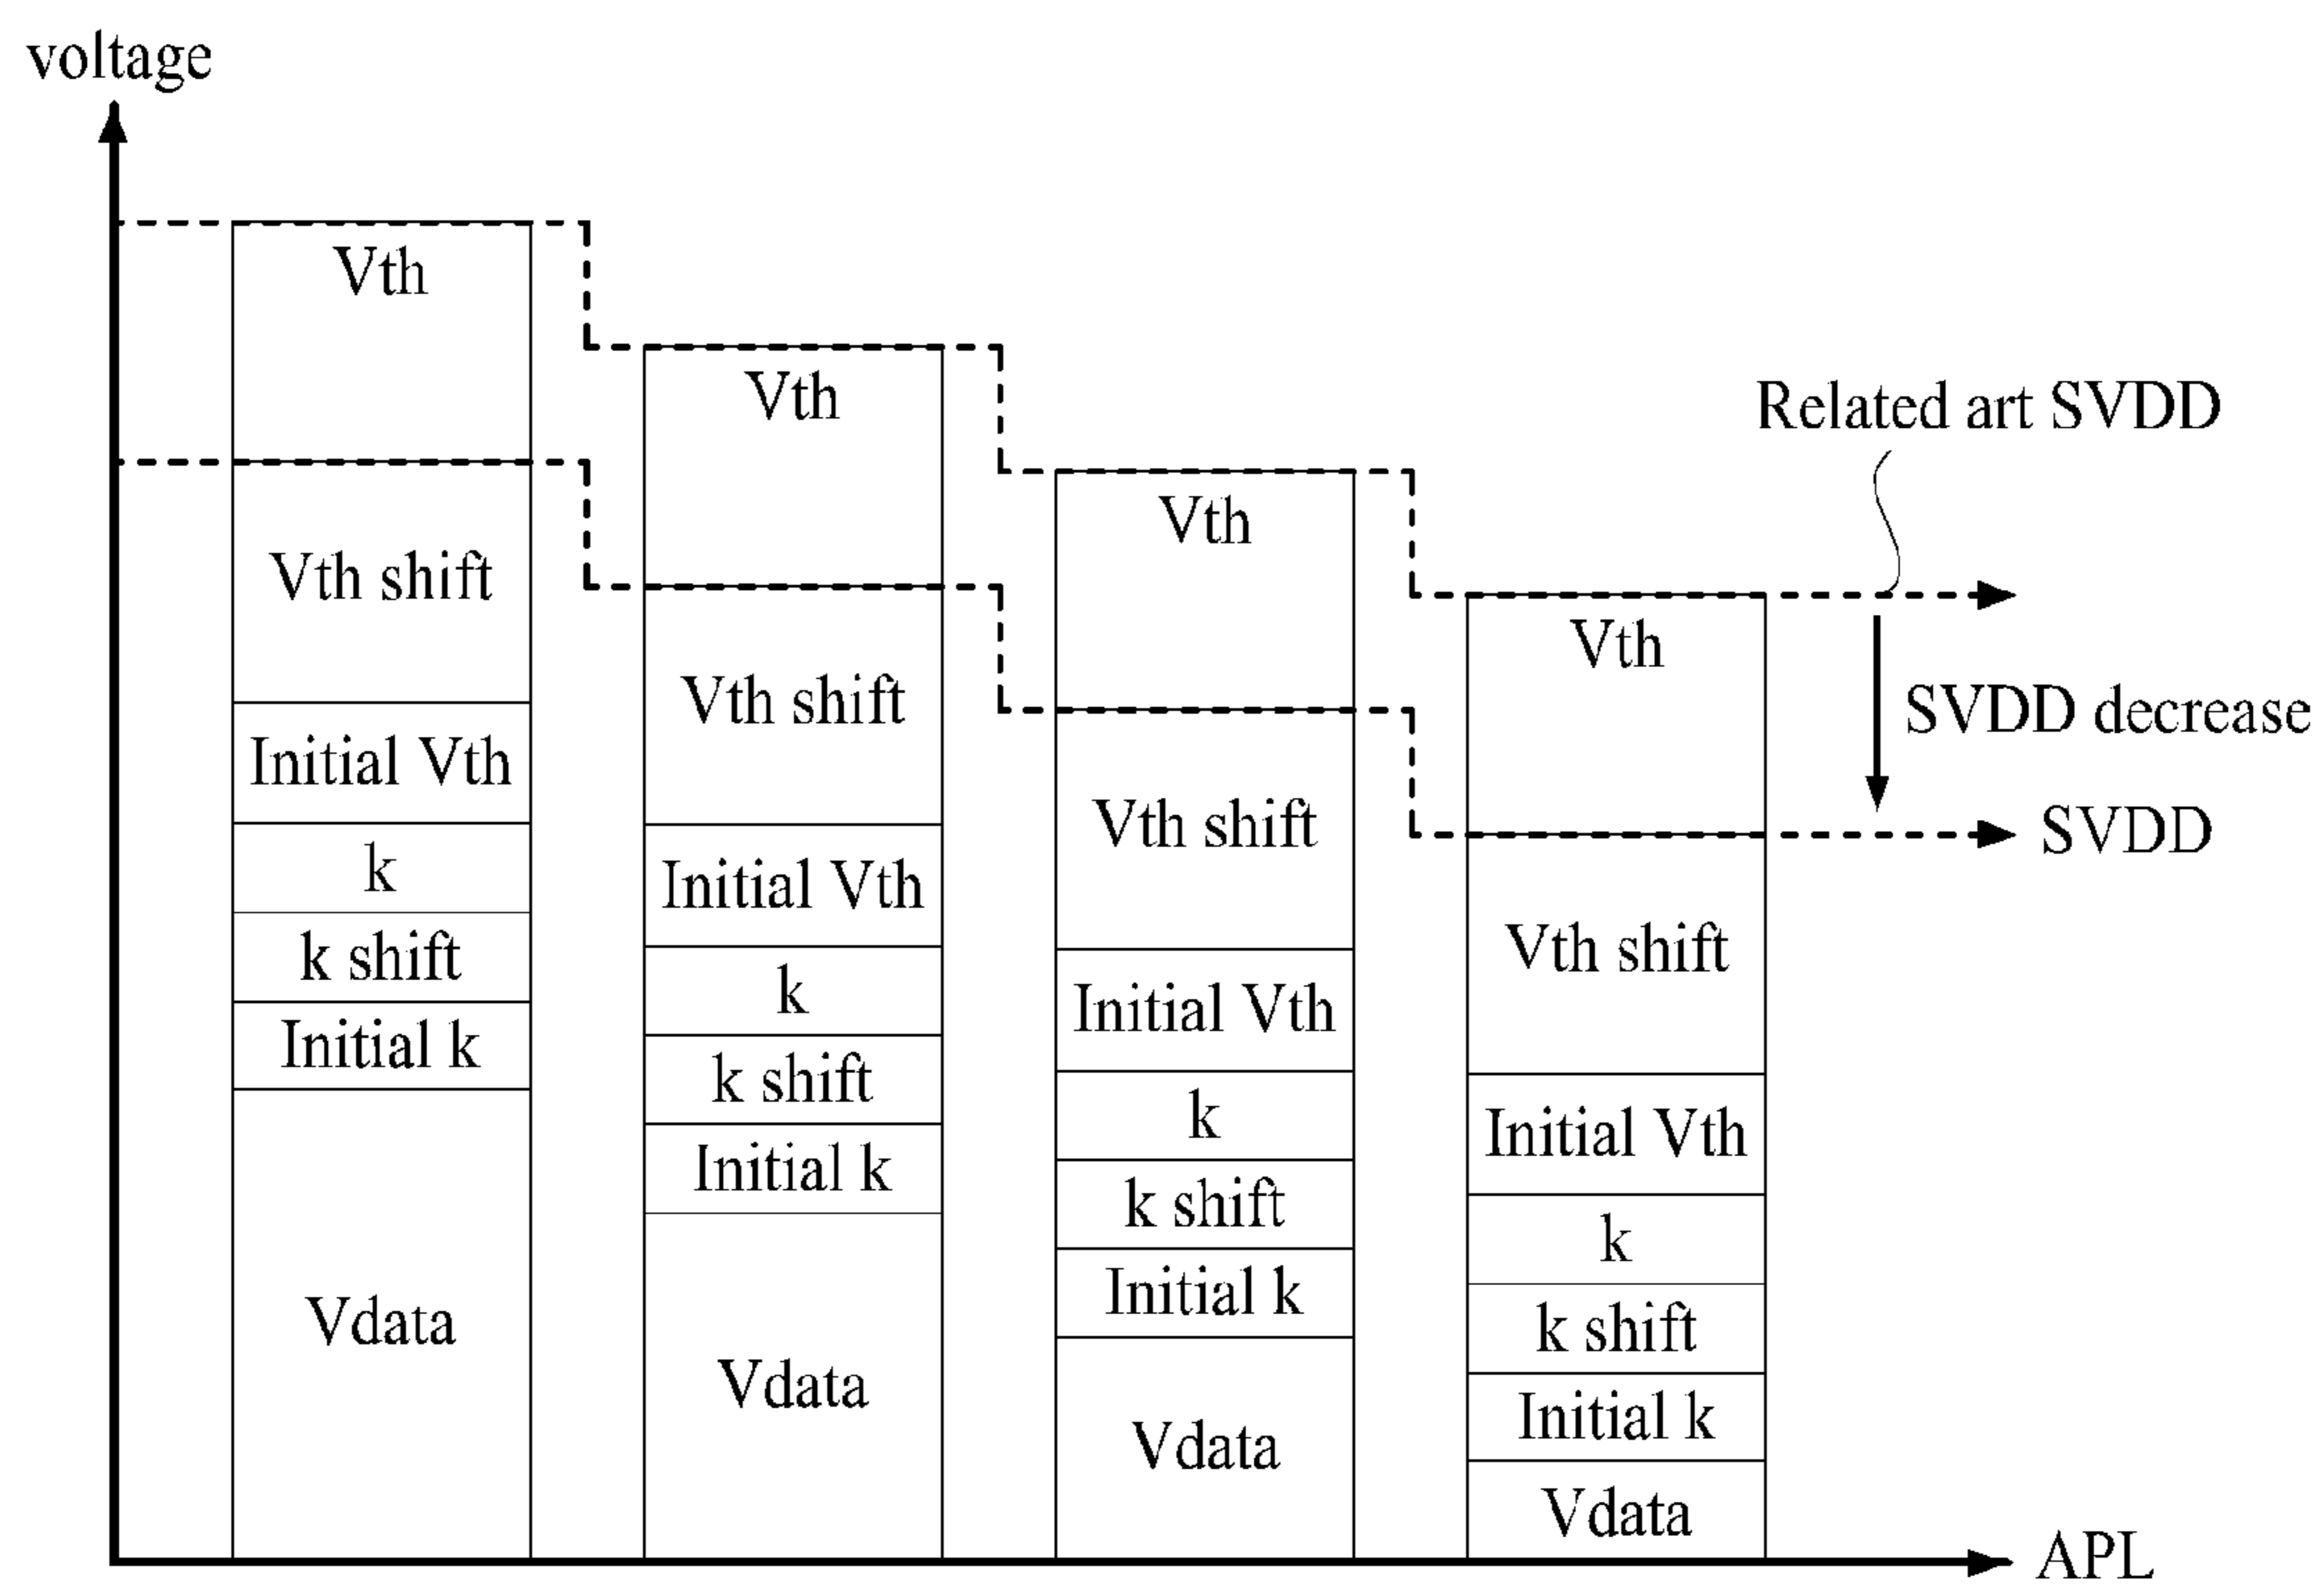 voltage
Vth
Vth shift
Initial Vth
k
k shift
Initial k
Vdata
Vth
Vth shift
Initial Vth
k
k shift
Initial k
Vdata
Vth
Vth shift
Initial Vth
k
k shift
Initial k
Vdata
Vth
Vth shift
Initial Vth
k
k shift
Initial k
Vdata
Related art SVDD
SVDD decrease
SVDD
APL